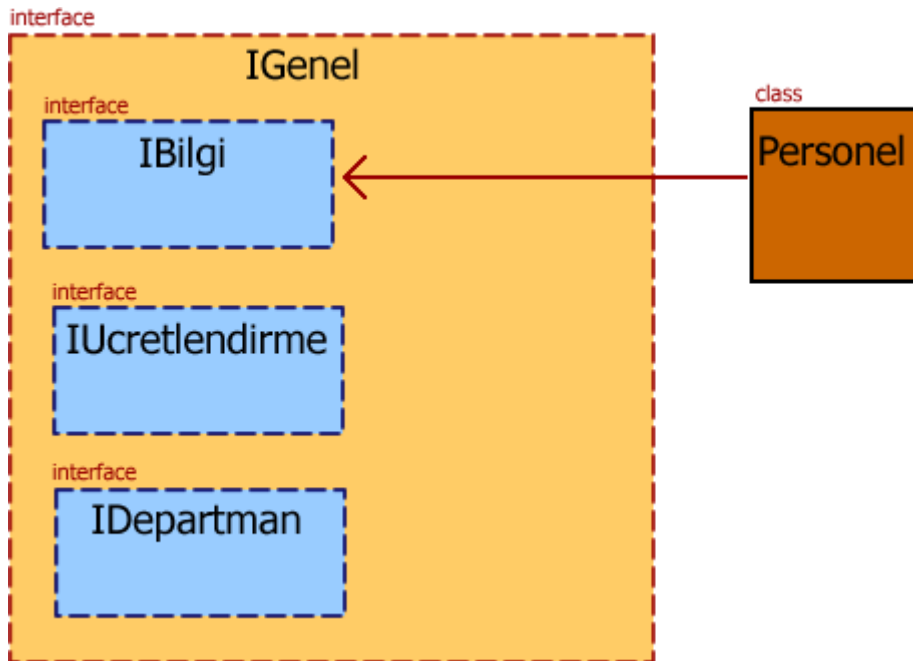 interface
IGenel
interface
IBilgi
class
Personel
interface
IUcretlendirme
interface
IDepartman